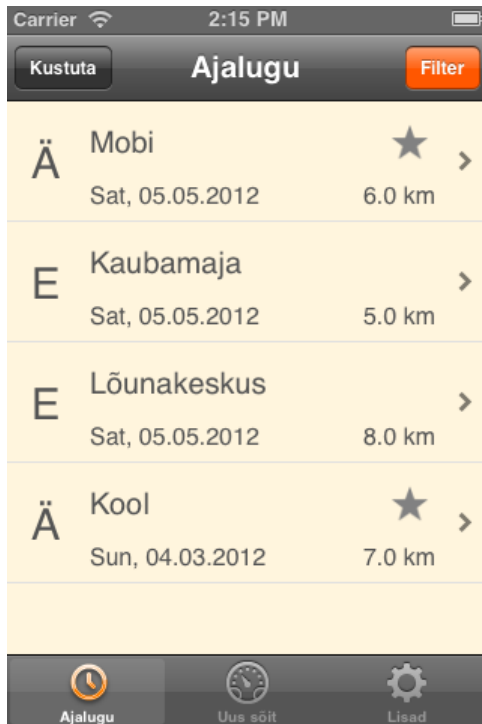 Carrier 2:15 PM
Kustuta Ajalugu Filter
Ä Mobi
Sat, 05.05.2012 6.0 km
E Kaubamaja
Sat, 05.05.2012 5.0 km
E Lõunakeskus
Sat, 05.05.2012 8.0 km
Ä Kool
Sun, 04.03.2012 7.0 km
Ajalugu Uus sõit Lisad